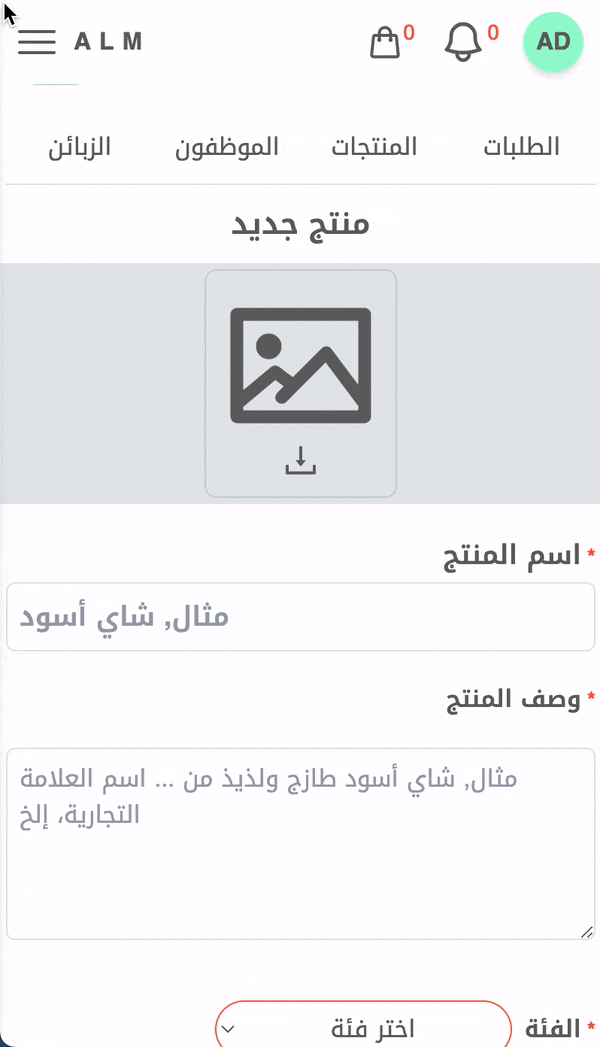 ALM
0
0
AD
الطلبات
المنتجات
الموظفون
الزبائن
منتج جديد
* اسم المنتج
مثال, شاي أسود
* وصف المنتج
مثال, شاي أسود طازج ولذيذ من ... اسم العلامة
التجارية، إلخ
* الفئة
اختر فئة